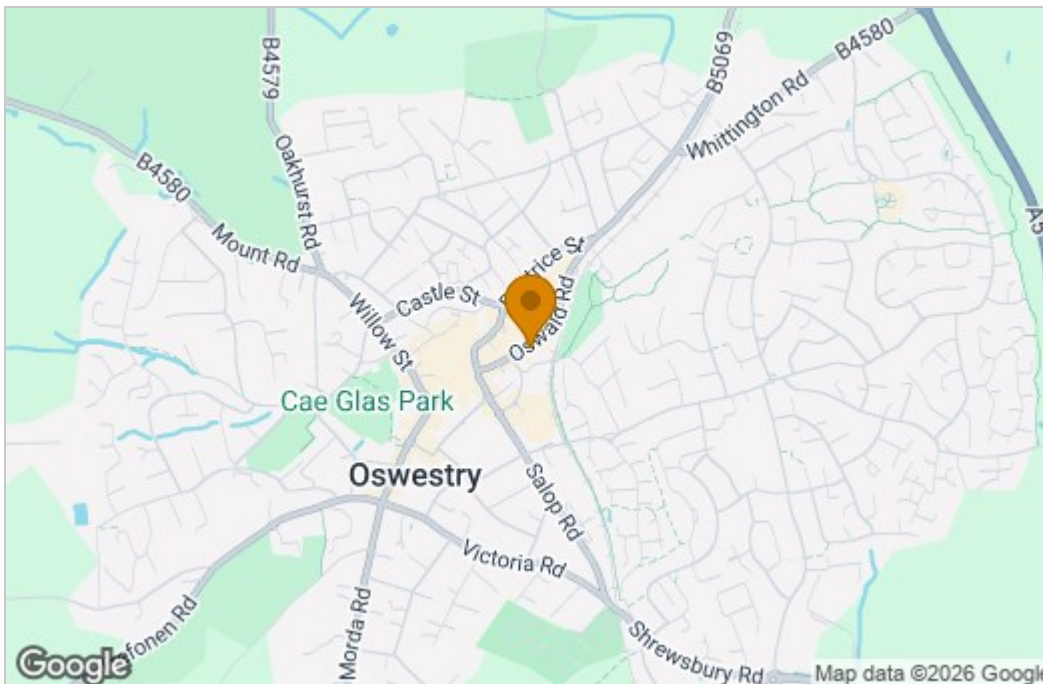 B4579
B5069
B4580
Whittington Rd
Oakhurst Rd
B4580
Mount Rd
A5
Castle St
Willow St
Oswald Rd
Cae Glas Park
Oswestry
Salop Rd
Victoria Rd
Morda Rd
Shrewsbury Rd
Google
Map data ©2026 Google